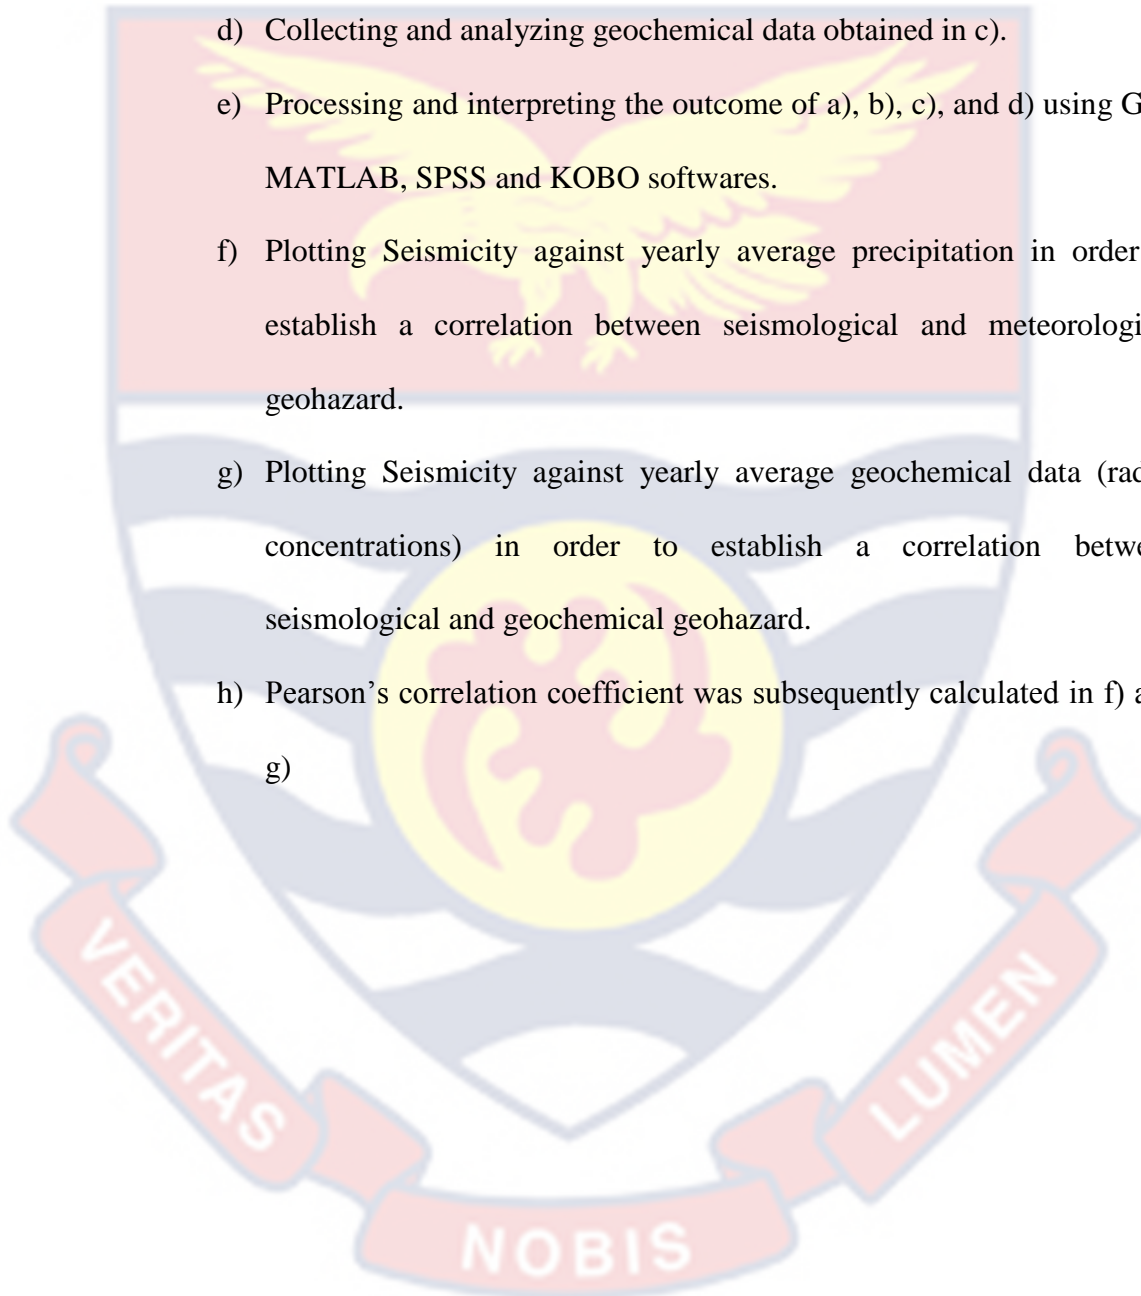 d) Collecting and analyzing geochemical data obtained in c).
e) Processing and interpreting the outcome of a), b), c), and d) using
MATLAB, SPSS and KOBO softwares.
f) Plotting Seismicity against yearly average precipitation in order
establish a correlation between seismological and
geohazard.
g) Plotting Seismicity against yearly average geochemical data
concentrations) in order to establish a correlation
seismological and geochemical geohazard.
h) Pearson’s correlation coefficient was subsequently calculated in f)
g)
VERITAS
NOBIS
LUMEN